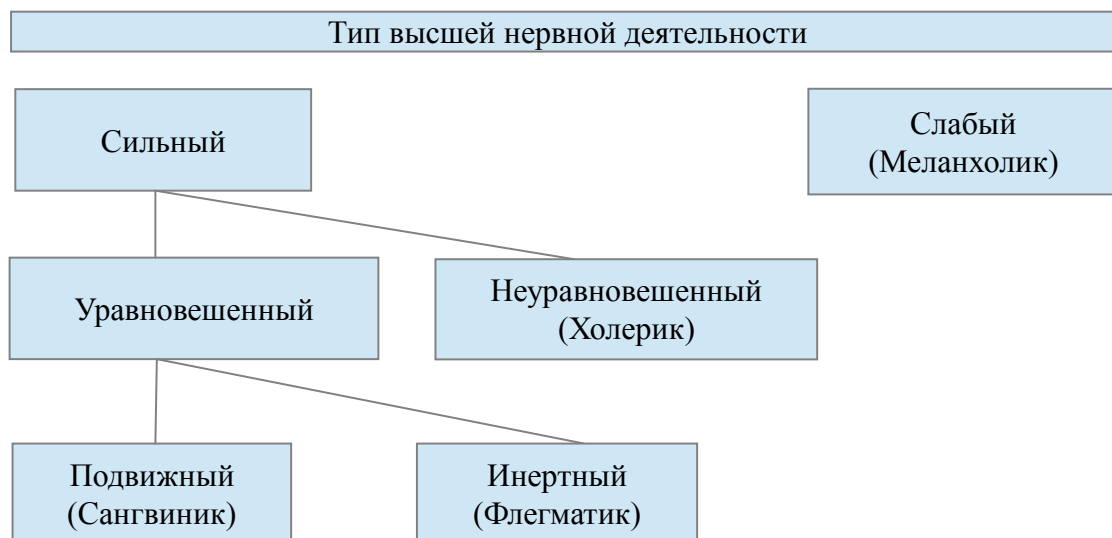 Тип высшей нервной деятельности
Сильный
Слабый
(Меланхолик)
Уравновешенный
Неуравновешенный
(Холерик)
Подвижный
(Сангвиник)
Инертный
(Флегматик)